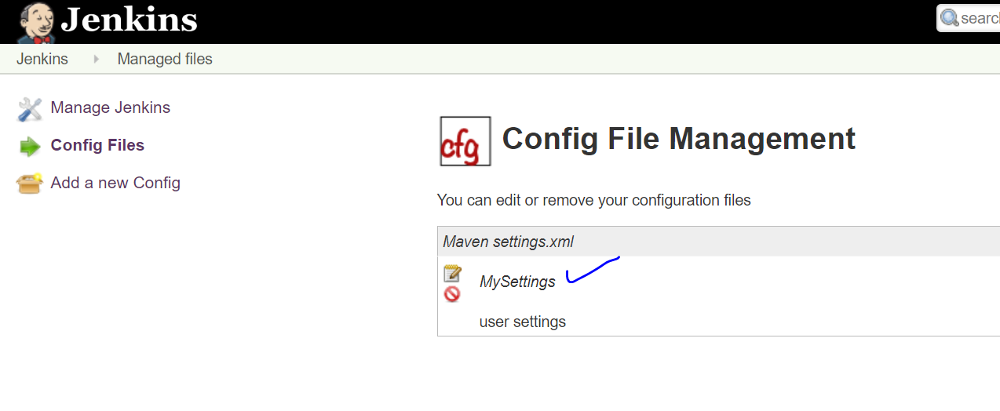 Jenkins
searc
Jenkins Managed files
Manage Jenkins
Config Files
Add a new Config
cfg Config File Management
You can edit or remove your configuration files
Maven settings.xml
MySettings
user settings